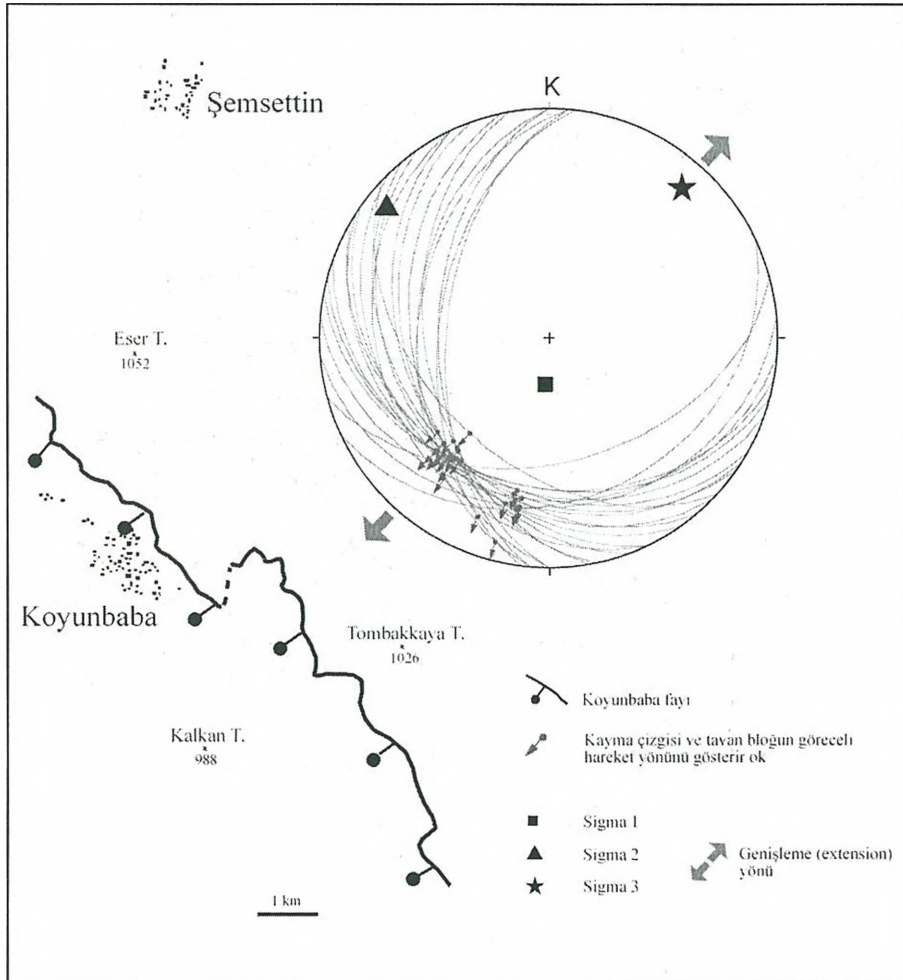 K
Şemsettin
Eser T.
1052
Koyunbaba
Tombakkaya T.
1026
Kalkan T.
988
Koyunbaba fayı
Kayma çizgisi ve tavan bloğun göreceli
hareket yönünü gösterir ok
Sigma 1
Sigma 2
Sigma 3
Genişleme (extension)
yönü
1 km